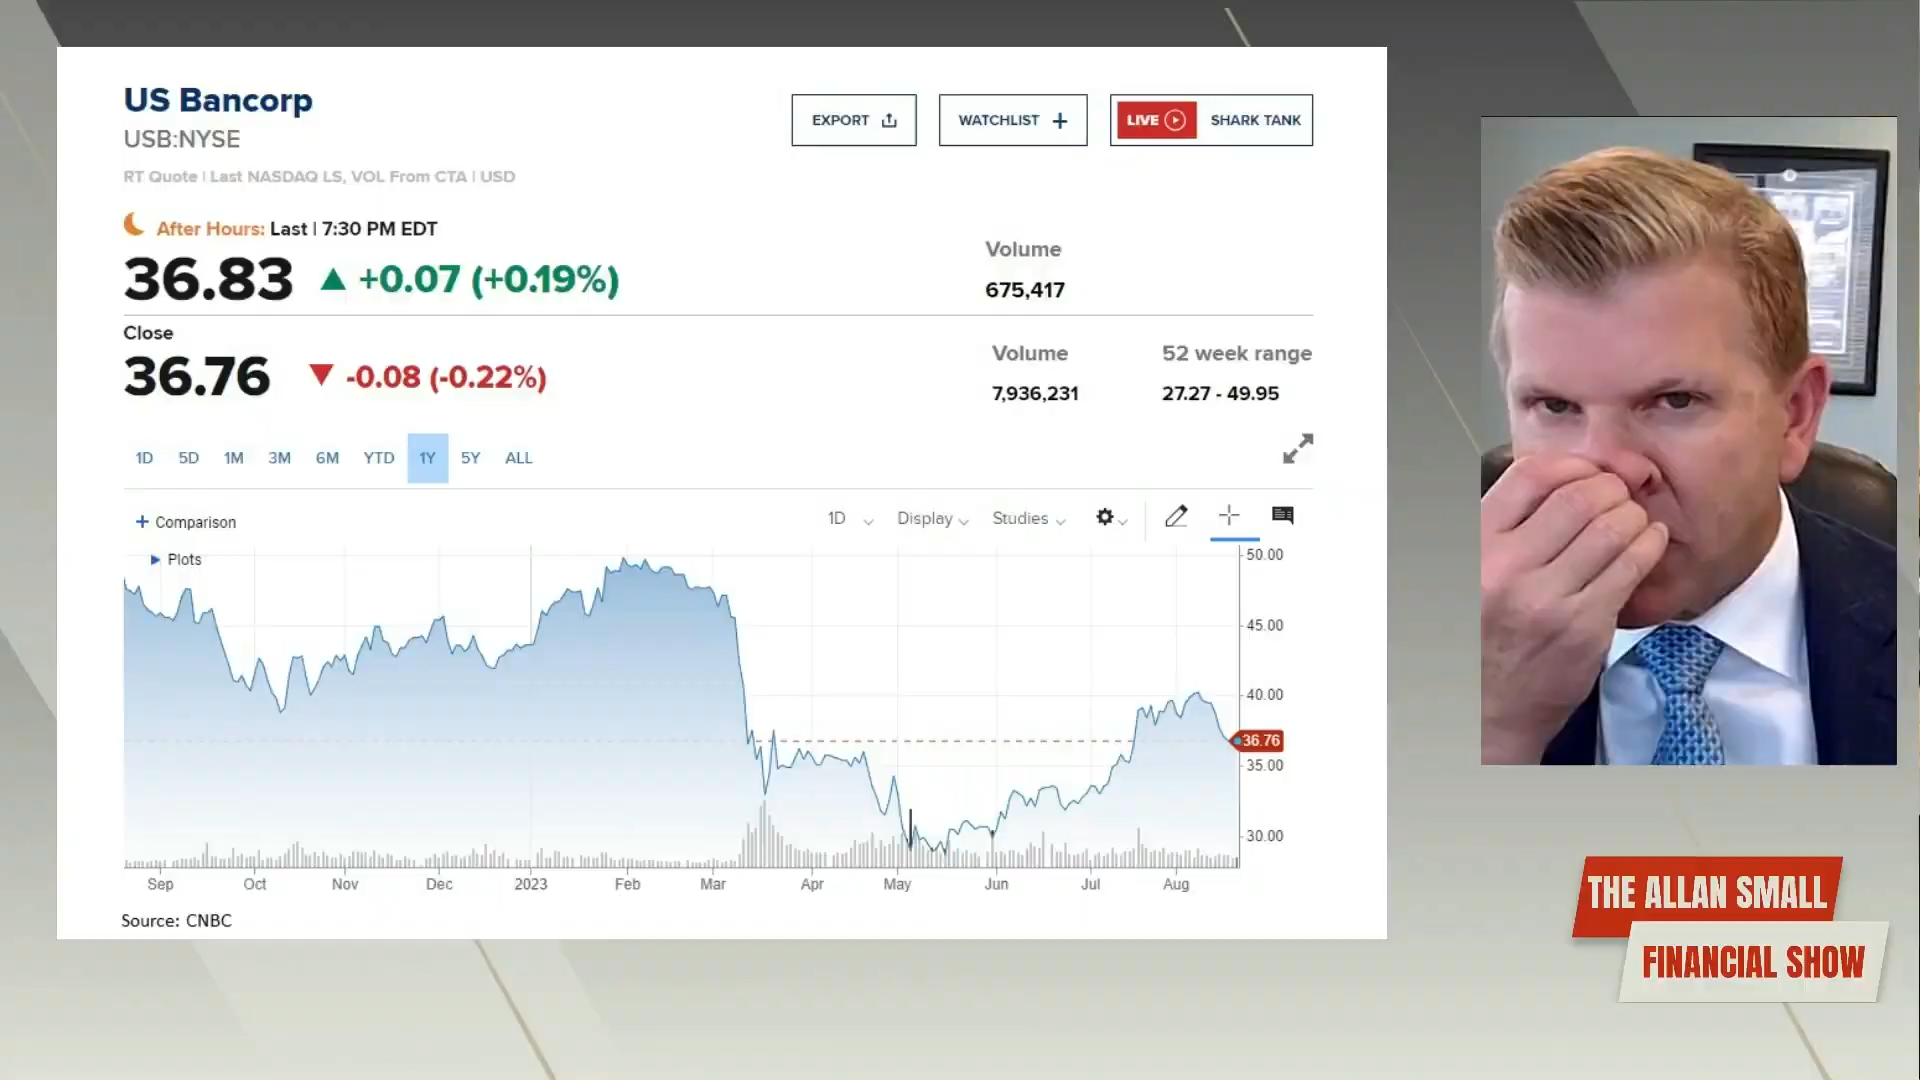 US Bancorp
USB:NYSE
RT Quote | Last NASDAQ LS, VOL From CTA | USD
EXPORT
WATCHLIST +
LIVE SHARK TANK
After Hours: Last | 7:30 PM EDT
36.83 ▲ +0.07 (+0.19%)
Volume
675,417
Close
36.76 ▼ -0.08 (-0.22%)
Volume
7,936,231
52 week range
27.27 - 49.95
1D 5D 1M 3M 6M YTD 1Y 5Y ALL
+ Comparison
1D Display Studies
Plots
50.00
45.00
40.00
36.76
35.00
30.00
Sep Oct Nov Dec 2023 Feb Mar Apr May Jun Jul Aug
Source: CNBC
THE ALLAN SMALL
FINANCIAL SHOW